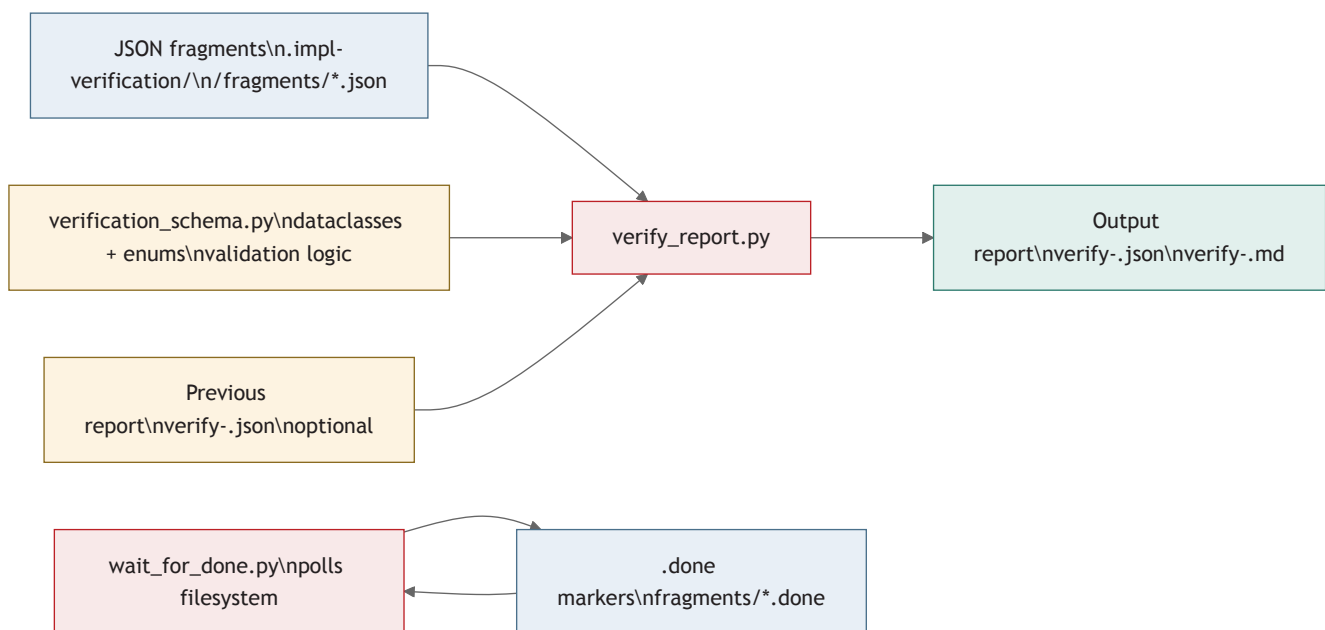 JSON fragments\n.impl-
verification/\n/fragments/*.json
verification_schema.py\ndataclasses
+ enums\nvalidation logic
verify_report.py
Output
report\nverify-.json\nverify-.md
Previous
report\nverify-.json\noptional
wait_for_done.py\npolls
filesystem
.done
markers\nfragments/*.done